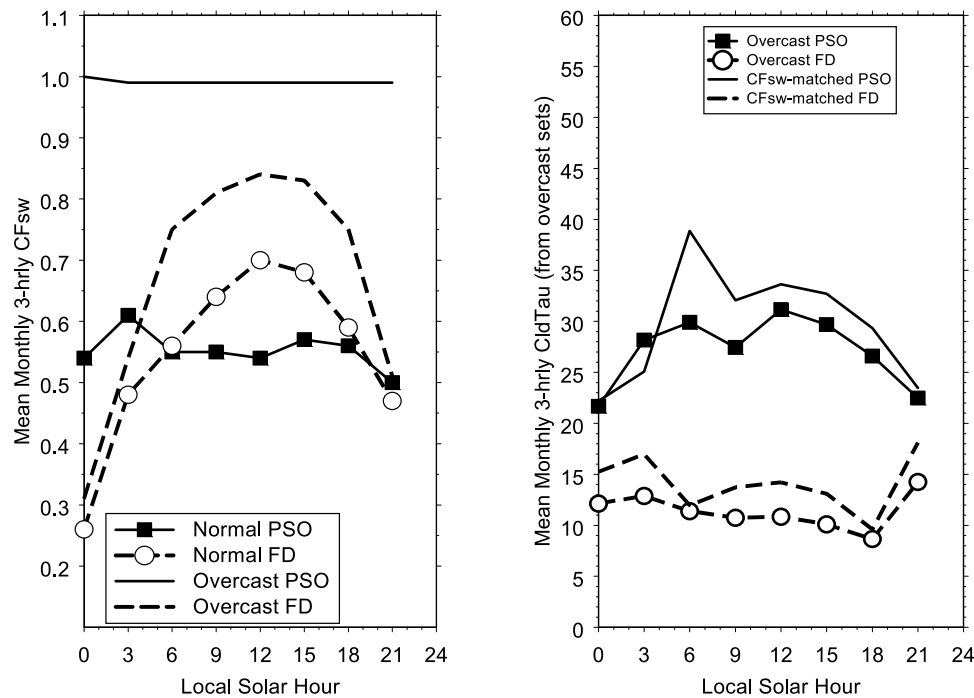 1.1
1.0
0.9
0.8
0.7
0.6
0.5
0.4
0.3
0.2
Mean Monthly 3-hrly CFsw
Normal PSO
Normal FD
Overcast PSO
Overcast FD
0 3 6 9 12 15 18 21 24
Local Solar Hour
60
55
50
45
40
35
30
25
20
15
10
5
0
Mean Monthly 3-hrly CldTau (from overcast sets)
Overcast PSO
Overcast FD
CFsw-matched PSO
CFsw-matched FD
0 3 6 9 12 15 18 21 24
Local Solar Hour